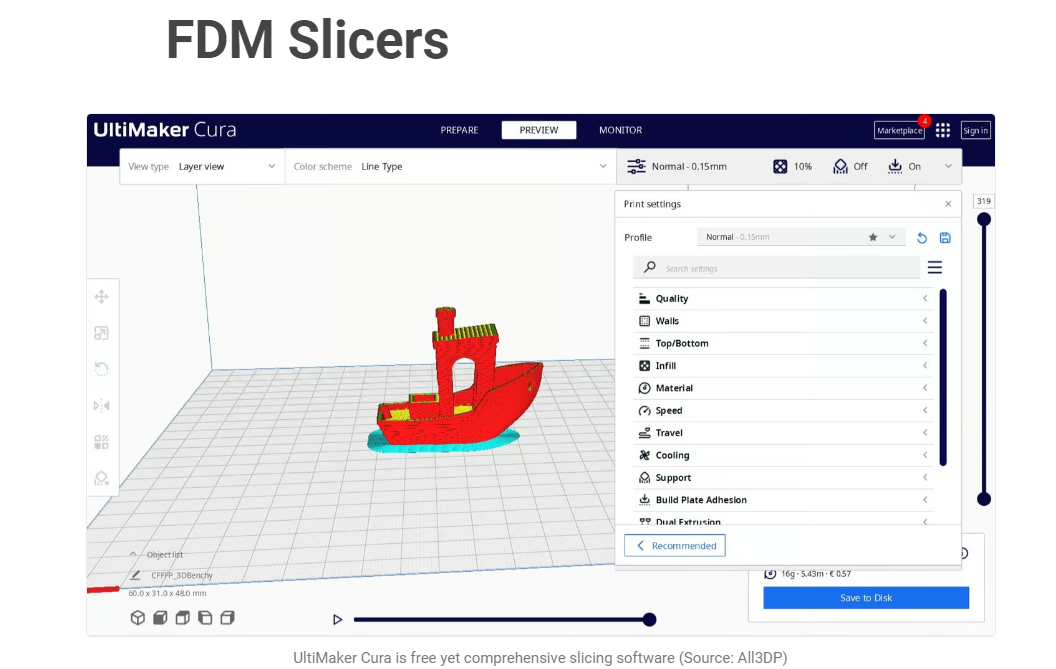 FDM Slicers
UltiMaker Cura
PREPARE
PREVIEW
MONITOR
Marketplace
4
Sign in
View type Layer view
Color scheme Line Type
Normal - 0.15mm
10%
Off
On
Print settings
319
Profile
Normal - 0.15mm
Search settings
Quality
Walls
Top/Bottom
Infill
Material
Speed
Travel
Cooling
Support
Build Plate Adhesion
Dual Extrusion
Recommended
Object list
CFFFP_3DBenchy
60.0 x 31.0 x 48.0 mm
16g · 5.43m · € 0.57
Save to Disk
UltiMaker Cura is free yet comprehensive slicing software (Source: All3DP)